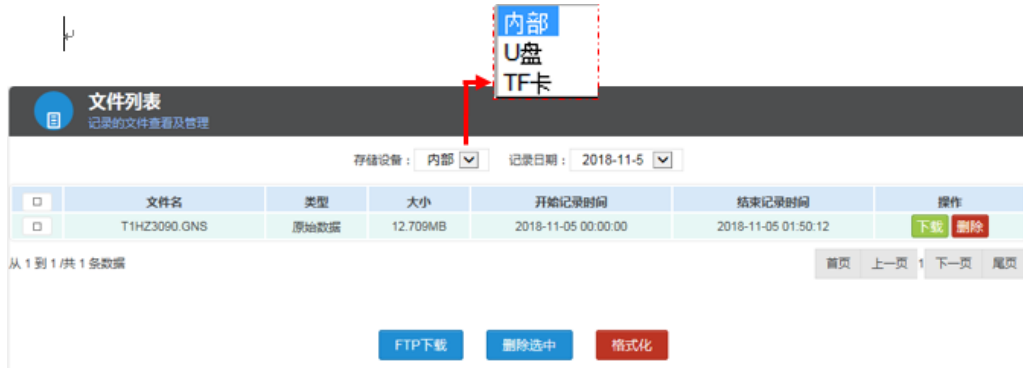 内部
U盘
TF卡
文件列表
记录的文件查看及管理
存储设备： 内部 记录日期： 2018-11-5
文件名 类型 大小 开始记录时间 结束记录时间 操作
T1HZ3090.GNS 原始数据 12.709MB 2018-11-05 00:00:00 2018-11-05 01:50:12 下载 删除
从 1 到 1 /共 1 条数据 首页 上一页 1 下一页 尾页
FTP下载 删除选中 格式化